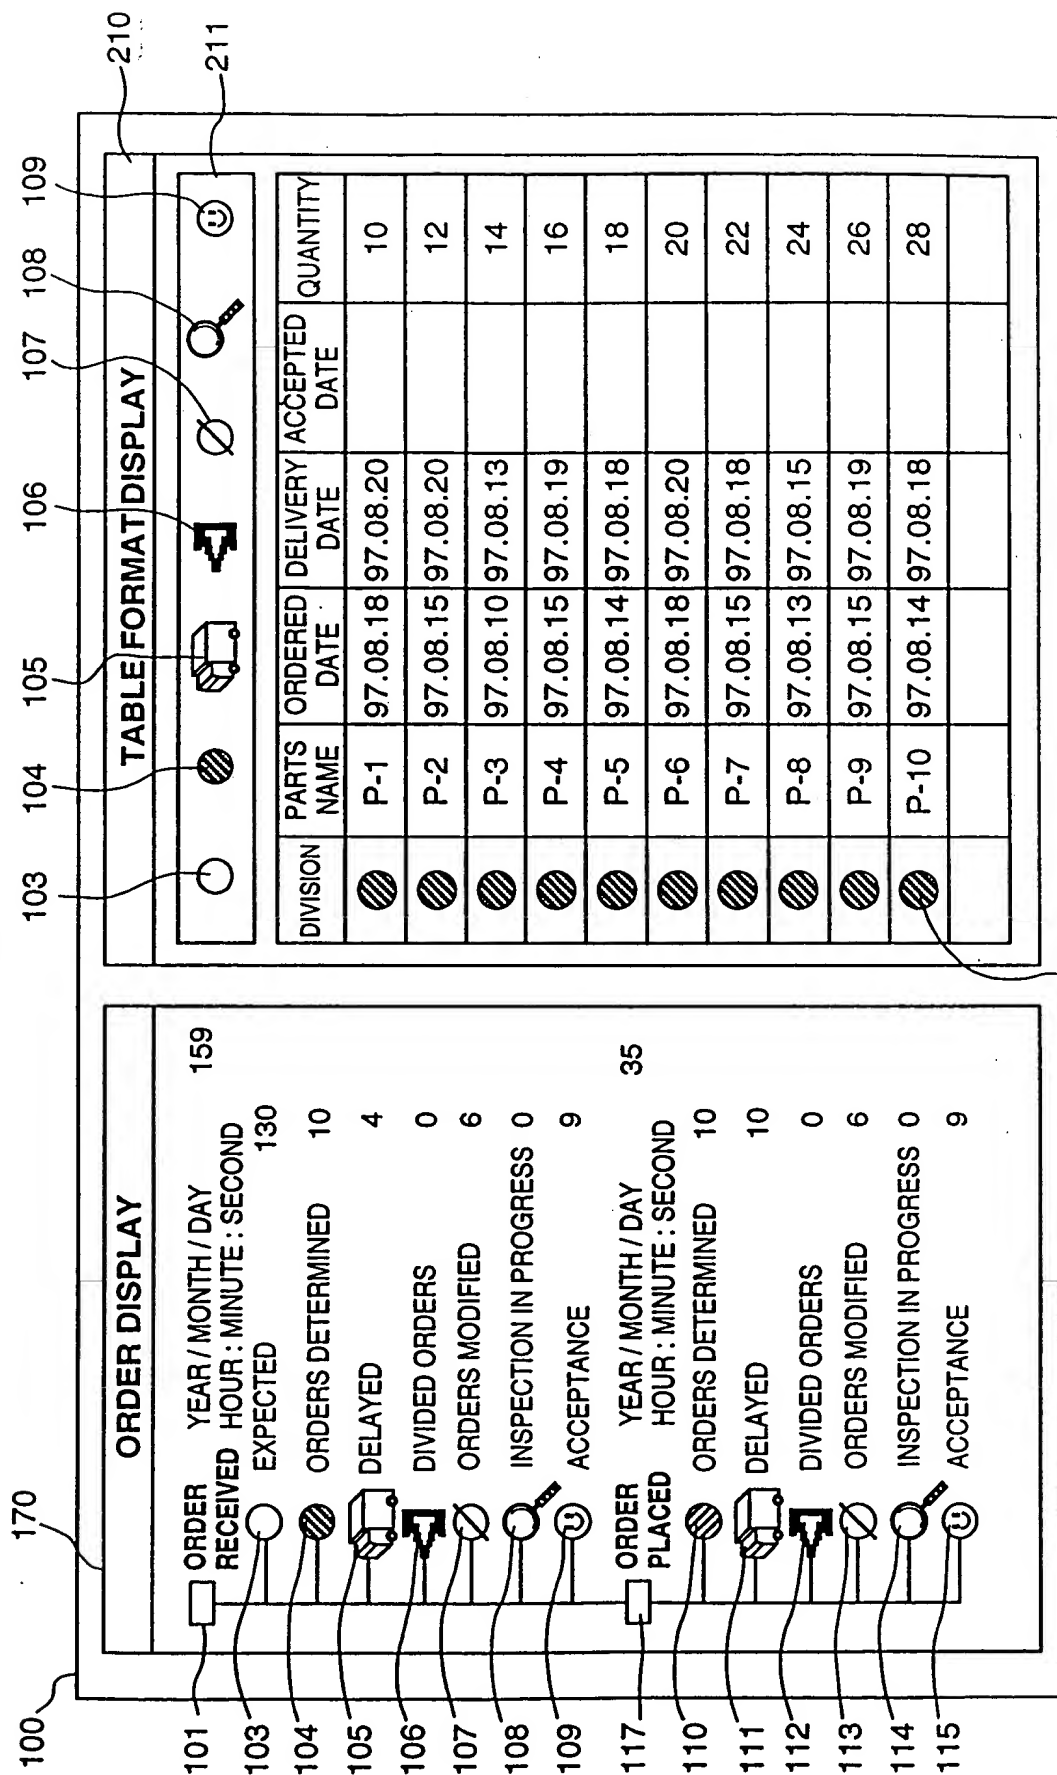 100
170
ORDER DISPLAY
101
ORDER RECEIVED
YEAR / MONTH / DAY
HOUR : MINUTE : SECOND
159
103
EXPECTED 130
104
ORDERS DETERMINED 10
105
DELAYED 4
106
DIVIDED ORDERS 0
107
ORDERS MODIFIED 6
108
INSPECTION IN PROGRESS 0
109
ACCEPTANCE 9
117
ORDER PLACED
YEAR / MONTH / DAY
HOUR : MINUTE : SECOND
35
110
ORDERS DETERMINED 10
111
DELAYED 10
112
DIVIDED ORDERS 0
113
ORDERS MODIFIED 6
114
INSPECTION IN PROGRESS 0
115
ACCEPTANCE 9
103 104 105 106 107 108 109
210
211
TABLE FORMAT DISPLAY
DIVISION PARTS NAME ORDERED DATE DELIVERY DATE ACCEPTED DATE QUANTITY
P-1 97.08.18 97.08.20 10
P-2 97.08.15 97.08.20 12
P-3 97.08.10 97.08.13 14
P-4 97.08.15 97.08.19 16
P-5 97.08.14 97.08.18 18
P-6 97.08.18 97.08.20 20
P-7 97.08.15 97.08.18 22
P-8 97.08.13 97.08.15 24
P-9 97.08.15 97.08.19 26
P-10 97.08.14 97.08.18 28